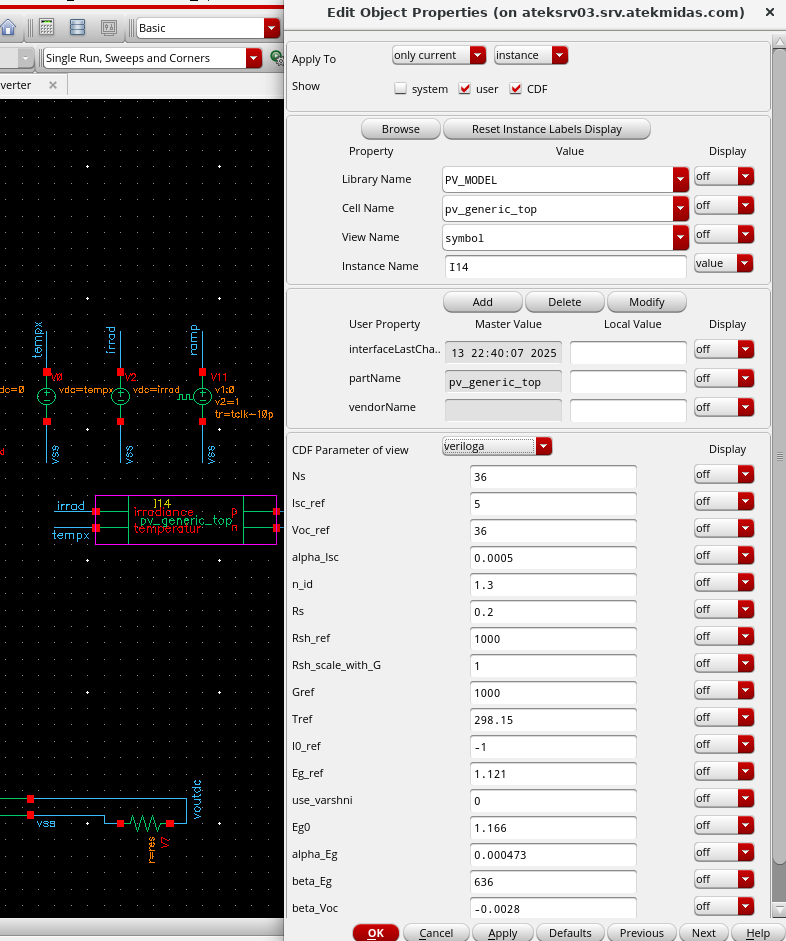 Edit Object Properties (on ateksrv03.srv.atekmidas.com)
Basic
Single Run, Sweeps and Corners
verter
Apply To only current instance
Show system user CDF
Browse Reset Instance Labels Display
Property Value Display
Library Name PV_MODEL off
Cell Name pv_generic_top off
View Name symbol off
Instance Name I14 value
Add Delete Modify
User Property Master Value Local Value Display
interfaceLastCha.. 13 22:40:07 2025 off
partName pv_generic_top off
vendorName off
CDF Parameter of view veriloga Display
Ns 36 off
Isc_ref 5 off
Voc_ref 36 off
alpha_Isc 0.0005 off
n_id 1.3 off
Rs 0.2 off
Rsh_ref 1000 off
Rsh_scale_with_G 1 off
Gref 1000 off
Tref 298.15 off
I0_ref -1 off
Eg_ref 1.121 off
use_varshni 0 off
Eg0 1.166 off
alpha_Eg 0.000473 off
beta_Eg 636 off
beta_Voc -0.0028 off
OK Cancel Apply Defaults Previous Next Help
tempx
irrad
ramp
V0
V2
V11
dc=0
vdc=tempx
vdc=irrad
v1:0
v2=1
tr=tclk-10p
vss
vss
vss
irrad
tempx
I14
irradiance
pv_generic_top
temperatur
p
n
voutdc
vss
r=res